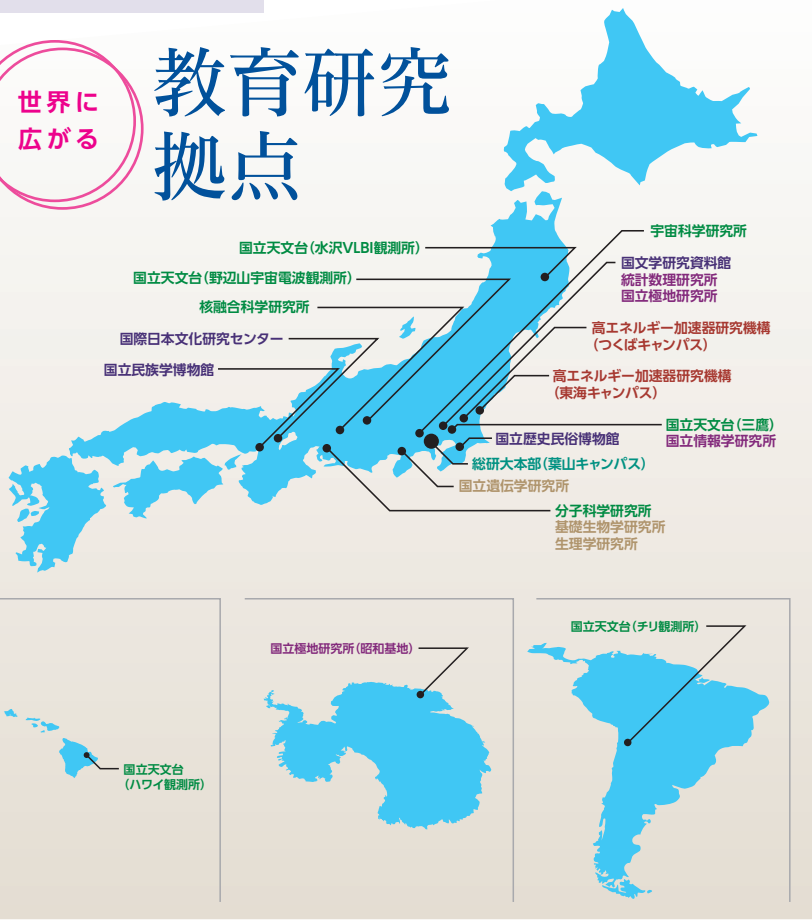 世界に
広がる
教育研究
拠点
国立天文台（水沢VLBI観測所）
国立天文台（野辺山宇宙電波観測所）
核融合科学研究所
国際日本文化研究センター
国立民族学博物館
宇宙科学研究所
国文学研究資料館
統計数理研究所
国立極地研究所
高エネルギー加速器研究機構
（つくばキャンパス）
高エネルギー加速器研究機構
（東海キャンパス）
国立天文台（三鷹）
国立情報学研究所
国立歴史民俗博物館
総研大本部（葉山キャンパス）
国立遺伝学研究所
分子科学研究所
基礎生物学研究所
生理学研究所
国立天文台
（ハワイ観測所）
国立極地研究所（昭和基地）
国立天文台（チリ観測所）